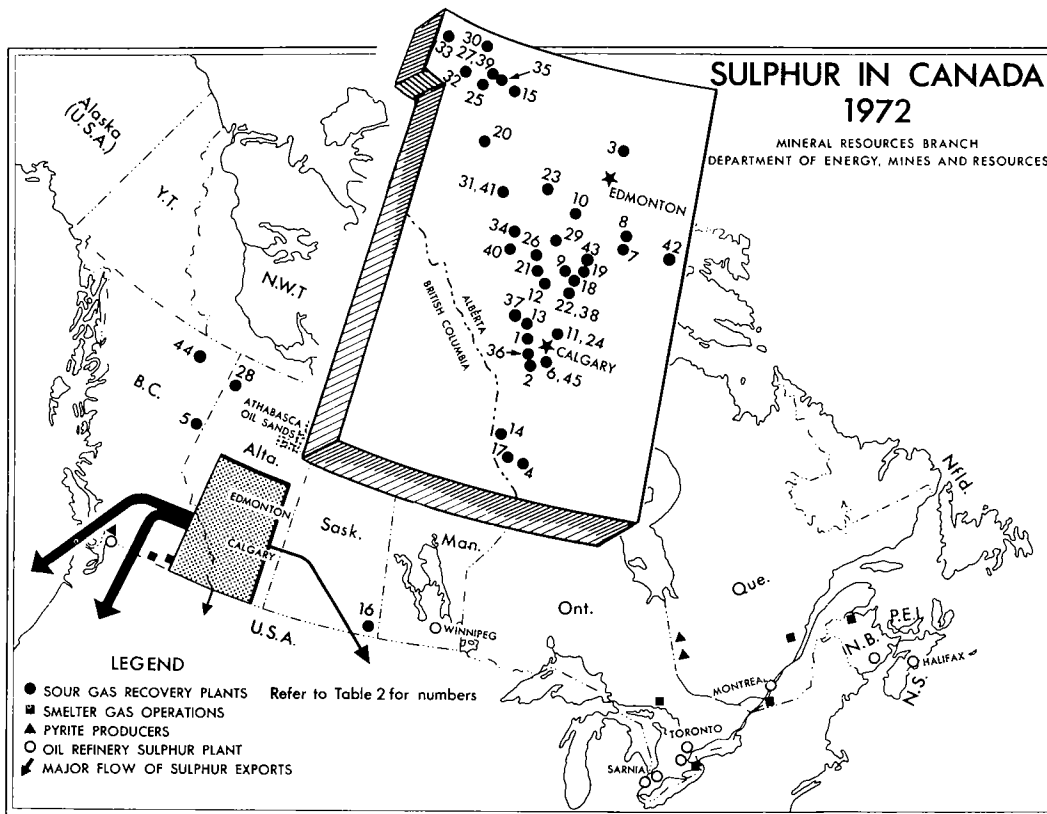 SULPHUR IN CANADA
1972
MINERAL RESOURCES BRANCH
DEPARTMENT OF ENERGY, MINES AND RESOURCES
30
33
27,39
35
32
25
15
20
3
EDMONTON
31,41
23
10
34
8
29
7
42
40
26
43
9
19
21
18
12
22,38
37
13
11,24
1
CALGARY
36
2
6,45
14
17
4
BRITISH COLUMBIA
ALBERTA
Alaska
(U.S.A.)
Y.T.
N.W.T
44
28
B.C.
5
ATHABASCA
OIL SANDS
Alta.
EDMONTON
CALGARY
Sask.
Man.
16
WINNIPEG
U.S.A.
Ont.
Que.
Nfld
P.E.I.
N.B.
HALIFAX
N.S.
MONTREAL
TORONTO
SARNIA
LEGEND
SOUR GAS RECOVERY PLANTS Refer to Table 2 for numbers
SMELTER GAS OPERATIONS
PYRITE PRODUCERS
OIL REFINERY SULPHUR PLANT
MAJOR FLOW OF SULPHUR EXPORTS